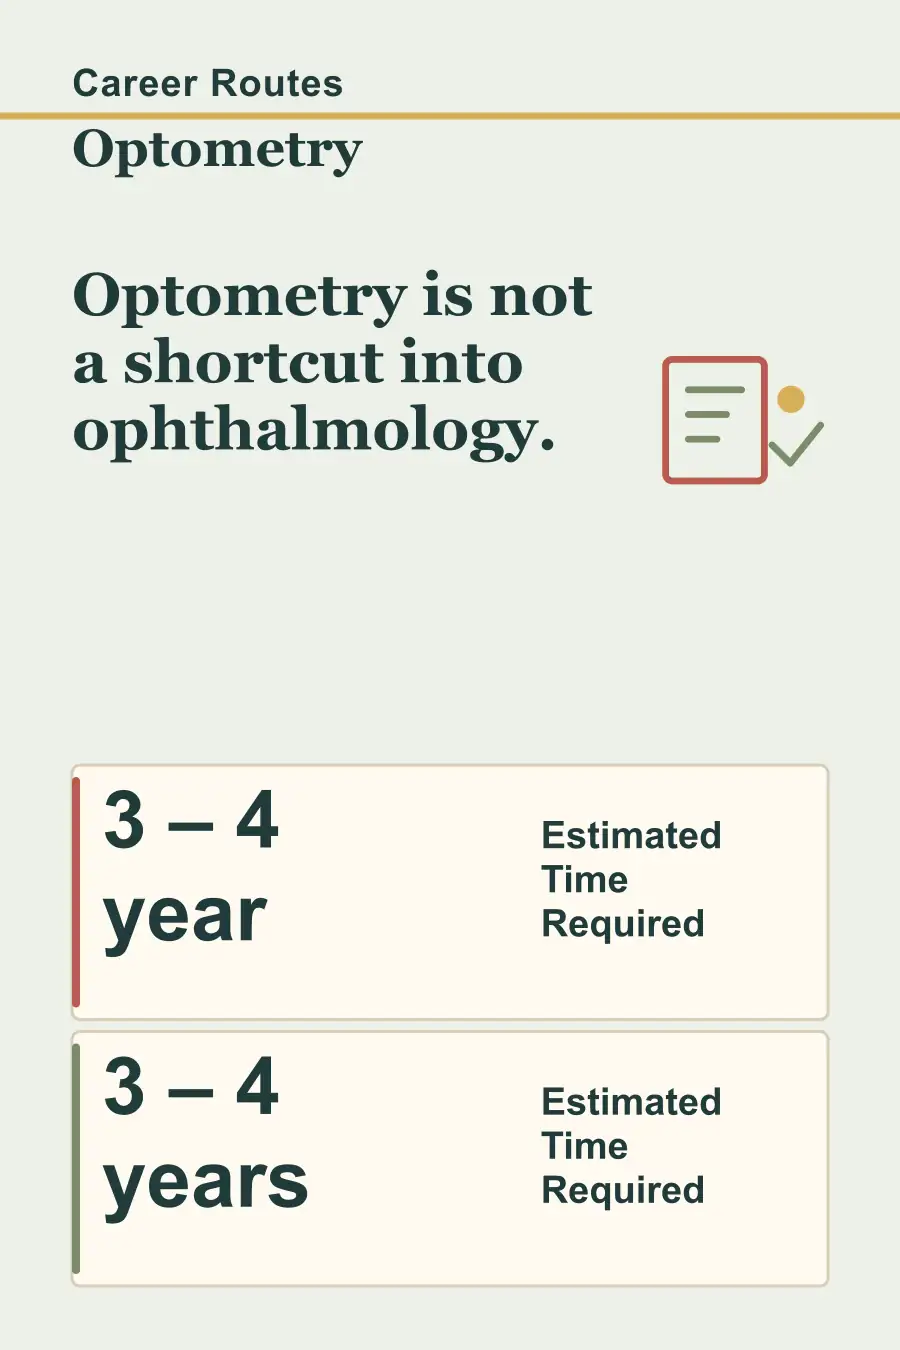 Career Routes
Optometry
Optometry is not
a shortcut into
ophthalmology.
3 – 4
year
Estimated
Time
Required
3 – 4
years
Estimated
Time
Required